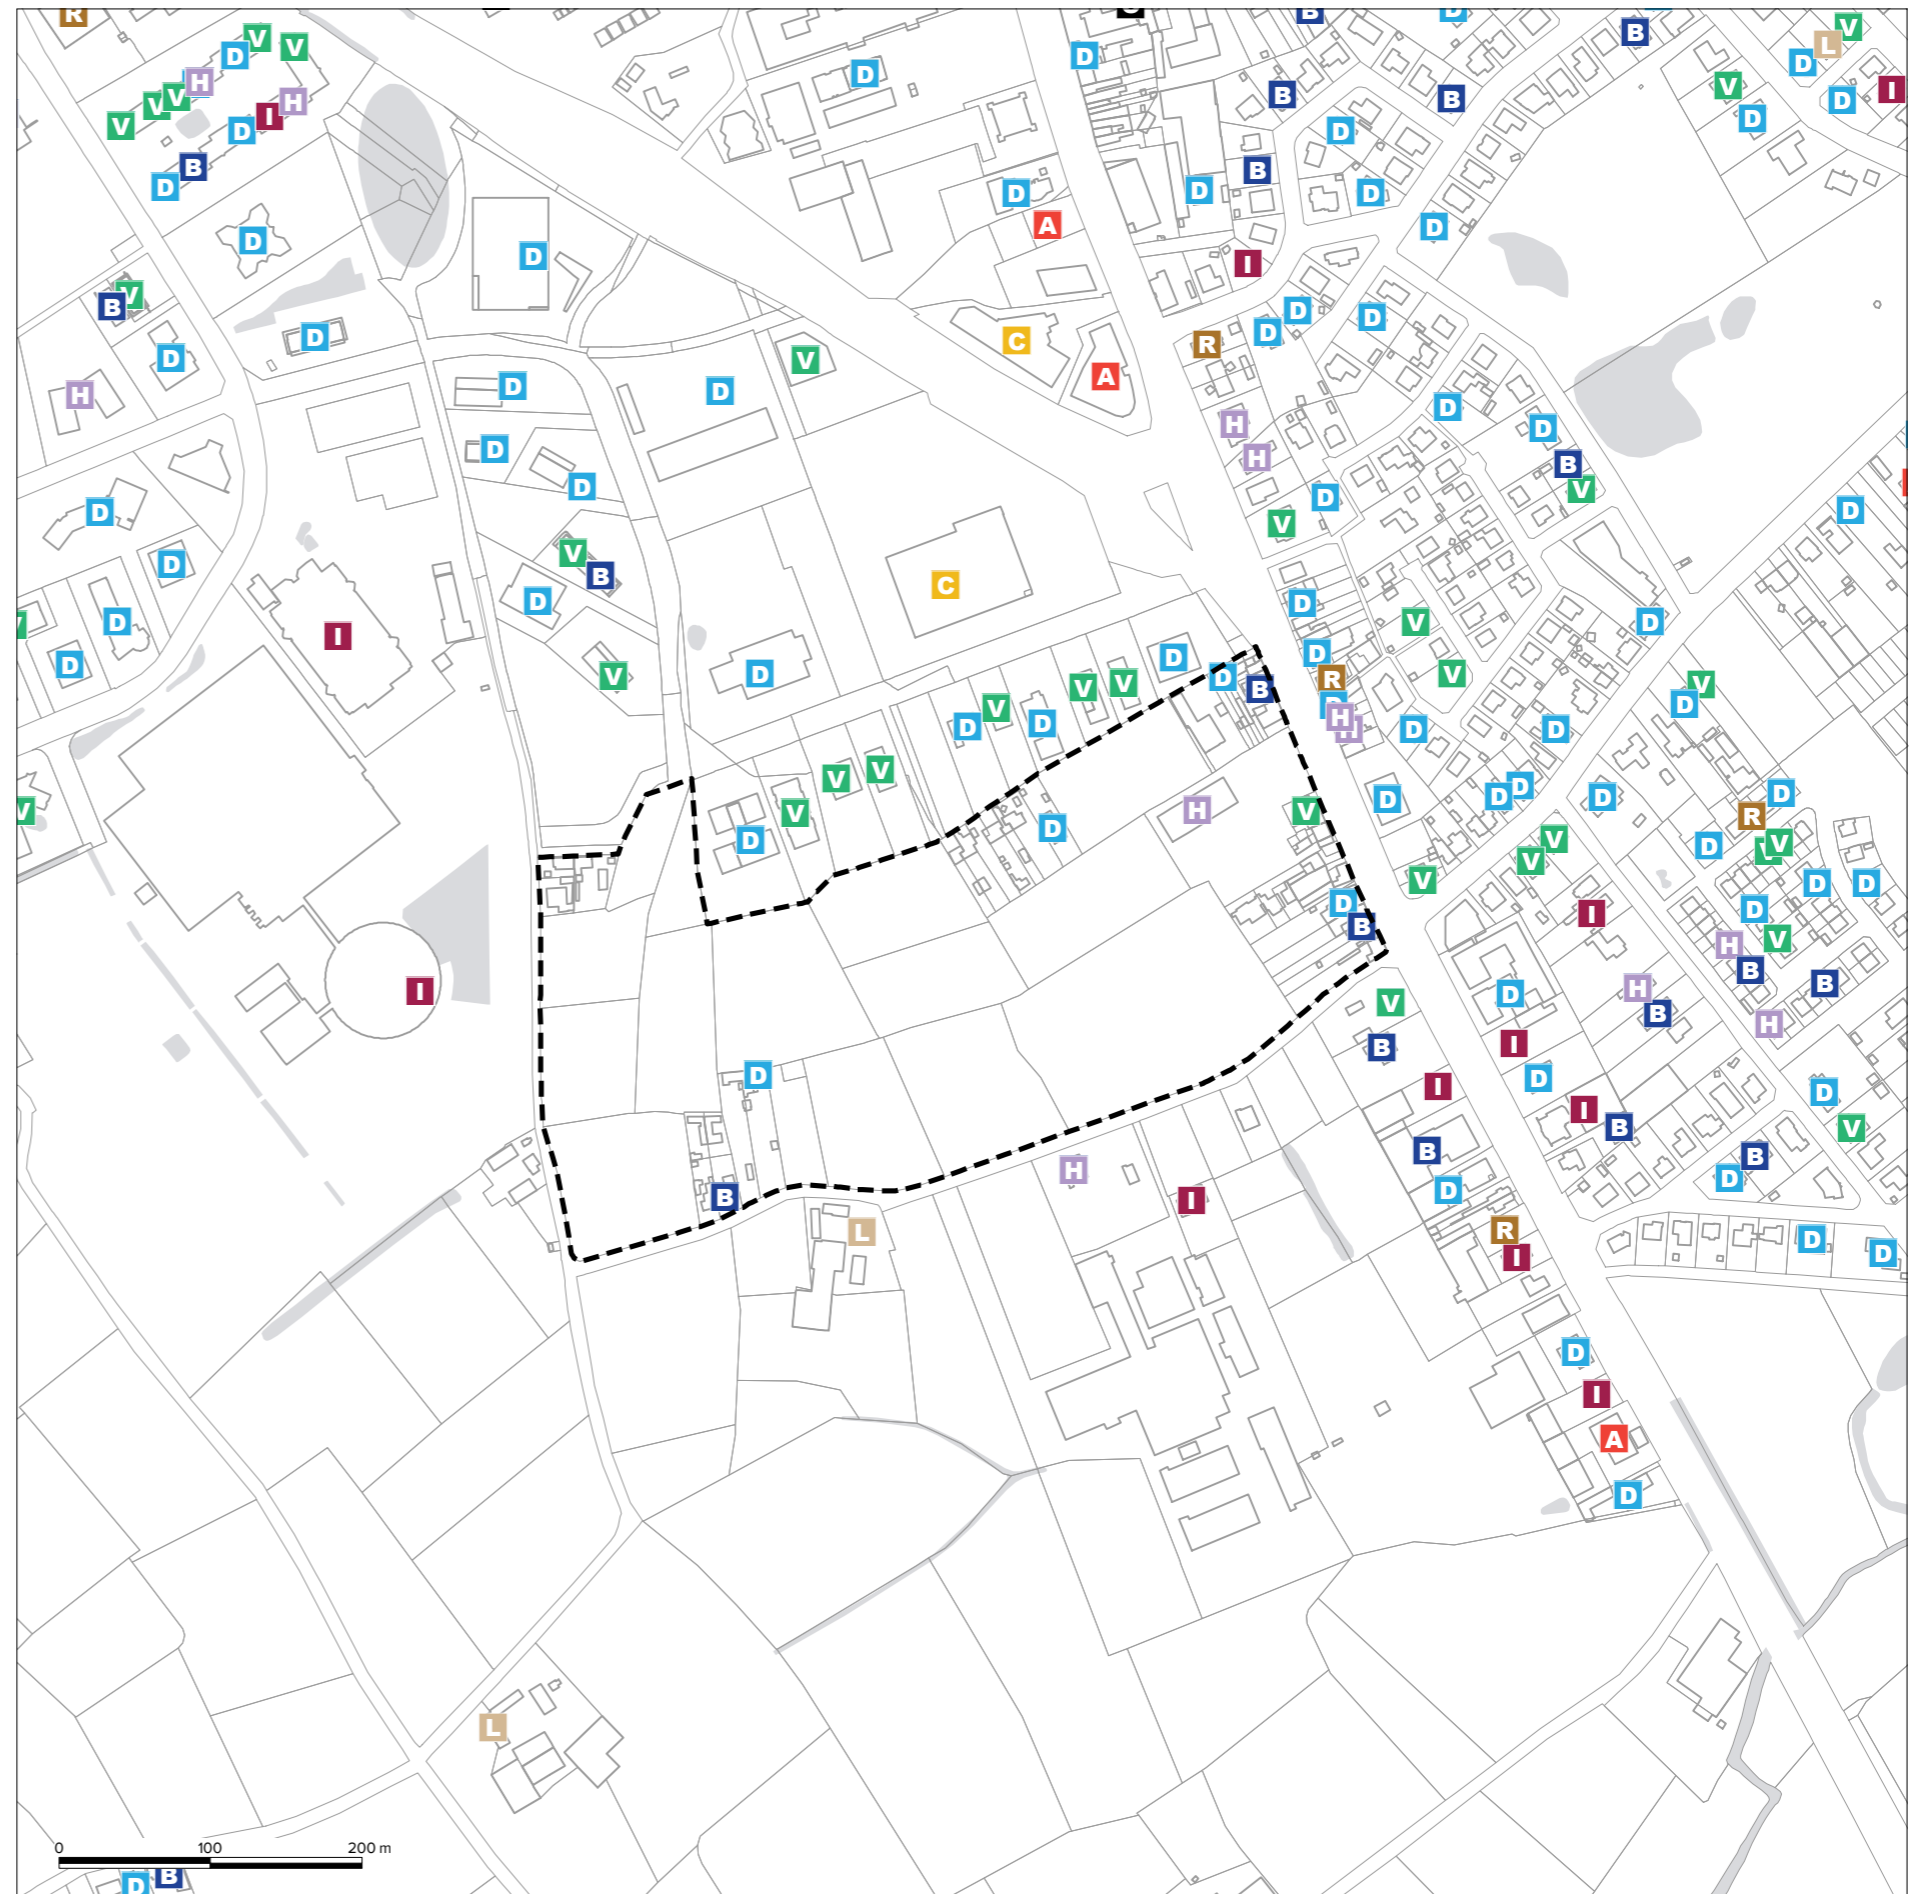 R B D
V D V L B
D D D D
H V I
V V H B B D
V I D V D D
D B B
D D D D
A D
D D I
V
B D D D
D C R
D V A
H D D
D H D D
D H B
D D V
D V D D
V B
D D
D D V D
I V D
D D V D D V
D B R
V V V D
D V D D
H H D D
V V D D D D D
V D H V R
D D V V D
V V V
D D D
D B D I
H V
B B
I H D
V B
B I H
D I D D
I B
B V
H B D
B I D
L R D
I D
D
I
A
D
L
0 100 200 m
B
D